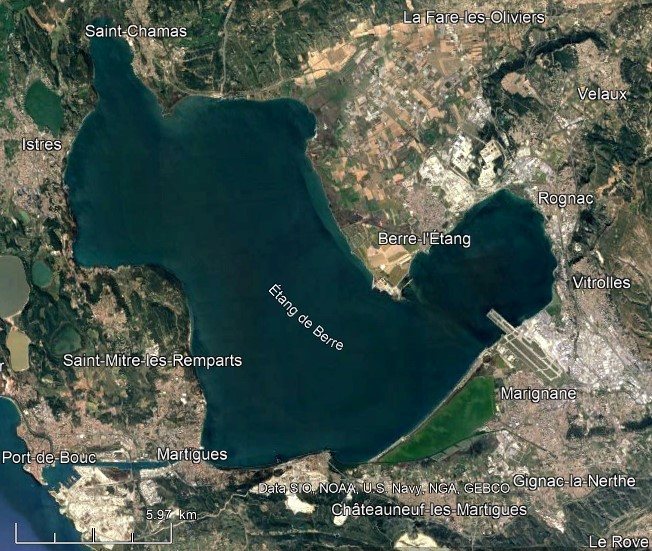 La Fare-les-Oliviers
Saint-Chamas
Velaux
Istres
Rognac
Berre-l'Étang
Vitrolles
Étang de Berre
Saint-Mitre-les-Remparts
Marignane
Port-de-Bouc
Martigues
Gignac-la-Nerthe
Data SIO, NOAA, U.S. Navy, NGA, GEBCO
Châteauneuf-les-Martigues
5.97 km
Le Rove